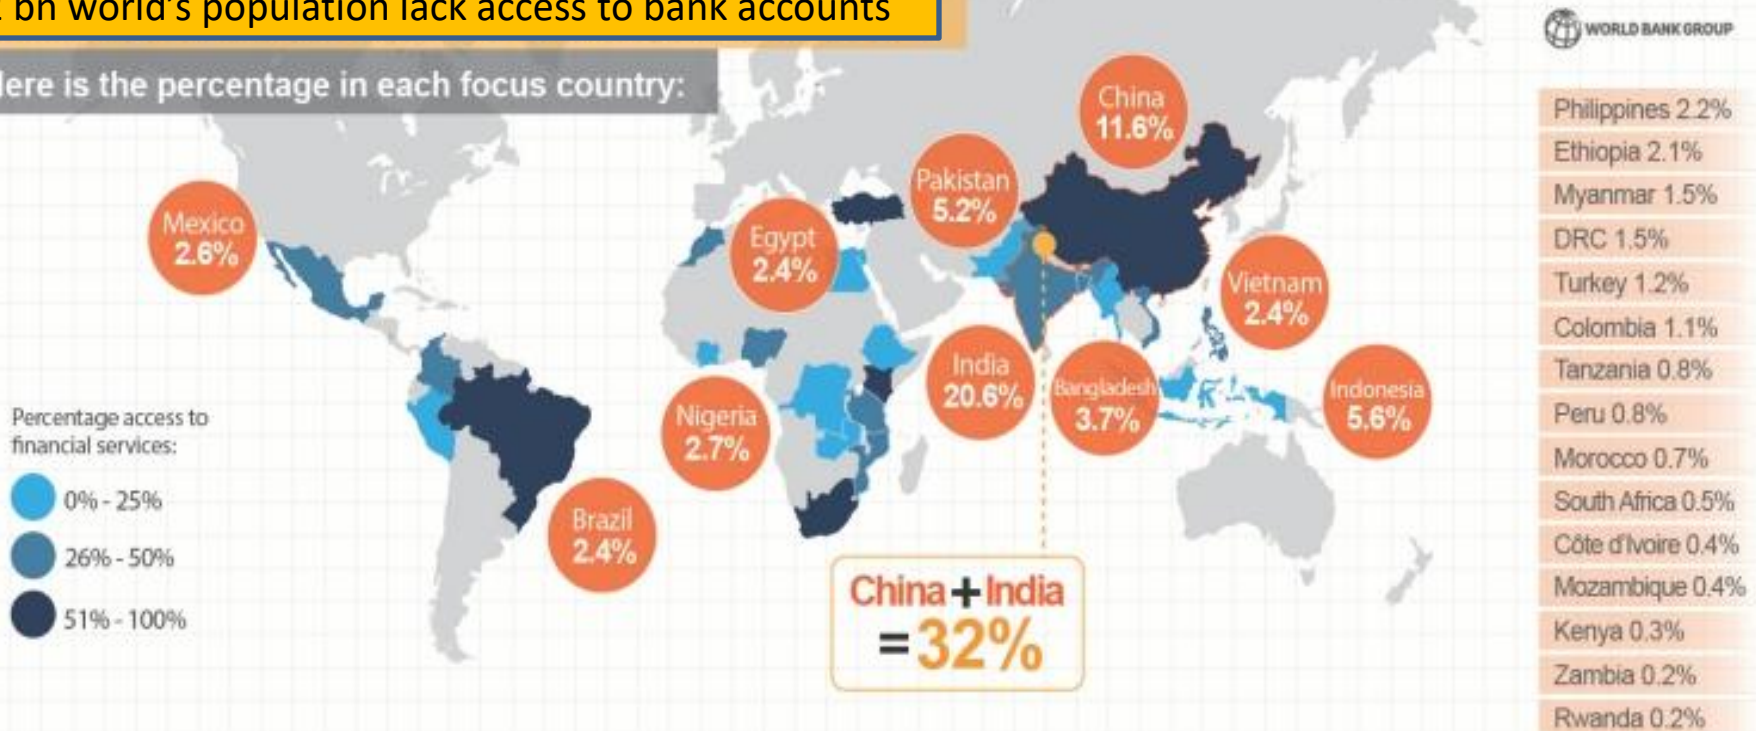 bn world's population lack access to bank accounts
ere is the percentage in each focus country:
WORLD BANK GROUP
China
11.6%
Pakistan
5.2%
Mexico
2.6%
Egypt
2.4%
Vietnam
2.4%
India
20.6%
Bangladesh
3.7%
Indonesia
5.6%
Nigeria
2.7%
Brazil
2.4%
Percentage access to
financial services:
0% - 25%
26% - 50%
51% - 100%
China + India
= 32%
Philippines 2.2%
Ethiopia 2.1%
Myanmar 1.5%
DRC 1.5%
Turkey 1.2%
Colombia 1.1%
Tanzania 0.8%
Peru 0.8%
Morocco 0.7%
South Africa 0.5%
Côte d'Ivoire 0.4%
Mozambique 0.4%
Kenya 0.3%
Zambia 0.2%
Rwanda 0.2%